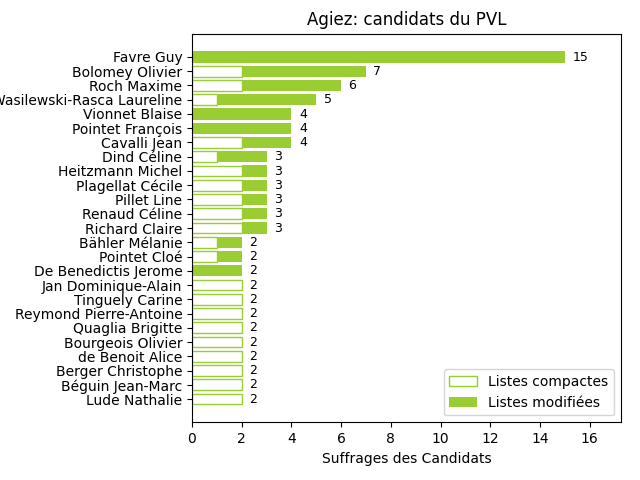 Agiez: candidats du PVL
Favre Guy 15
Bolomey Olivier 7
Roch Maxime 6
Wasilewski-Rasca Laureline 5
Vionnet Blaise 4
Pointet François 4
Cavalli Jean 4
Dind Céline 3
Heitzmann Michel 3
Plagellat Cécile 3
Pillet Line 3
Renaud Céline 3
Richard Claire 3
Bähler Mélanie 2
Pointet Cloé 2
De Benedictis Jerome 2
Jan Dominique-Alain 2
Tinguely Carine 2
Reymond Pierre-Antoine 2
Quaglia Brigitte 2
Bourgeois Olivier 2
de Benoit Alice 2
Berger Christophe 2
Béguin Jean-Marc 2
Lude Nathalie 2
Listes compactes
Listes modifiées
0 2 4 6 8 10 12 14 16
Suffrages des Candidats